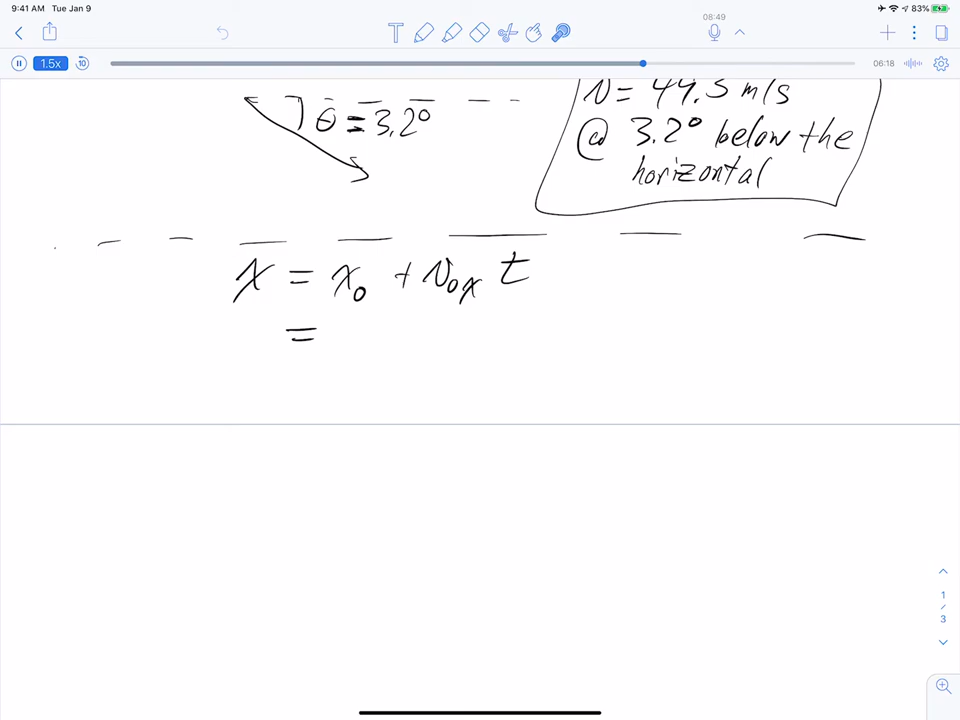 9:41 AM Tue Jan 9
83%
08:49
1.5x
10
06:18
θ = 3.2°
v = 44.5 m/s
@ 3.2° below the
horizontal
x = x₀ + v₀ₓ t
=
1
/
3